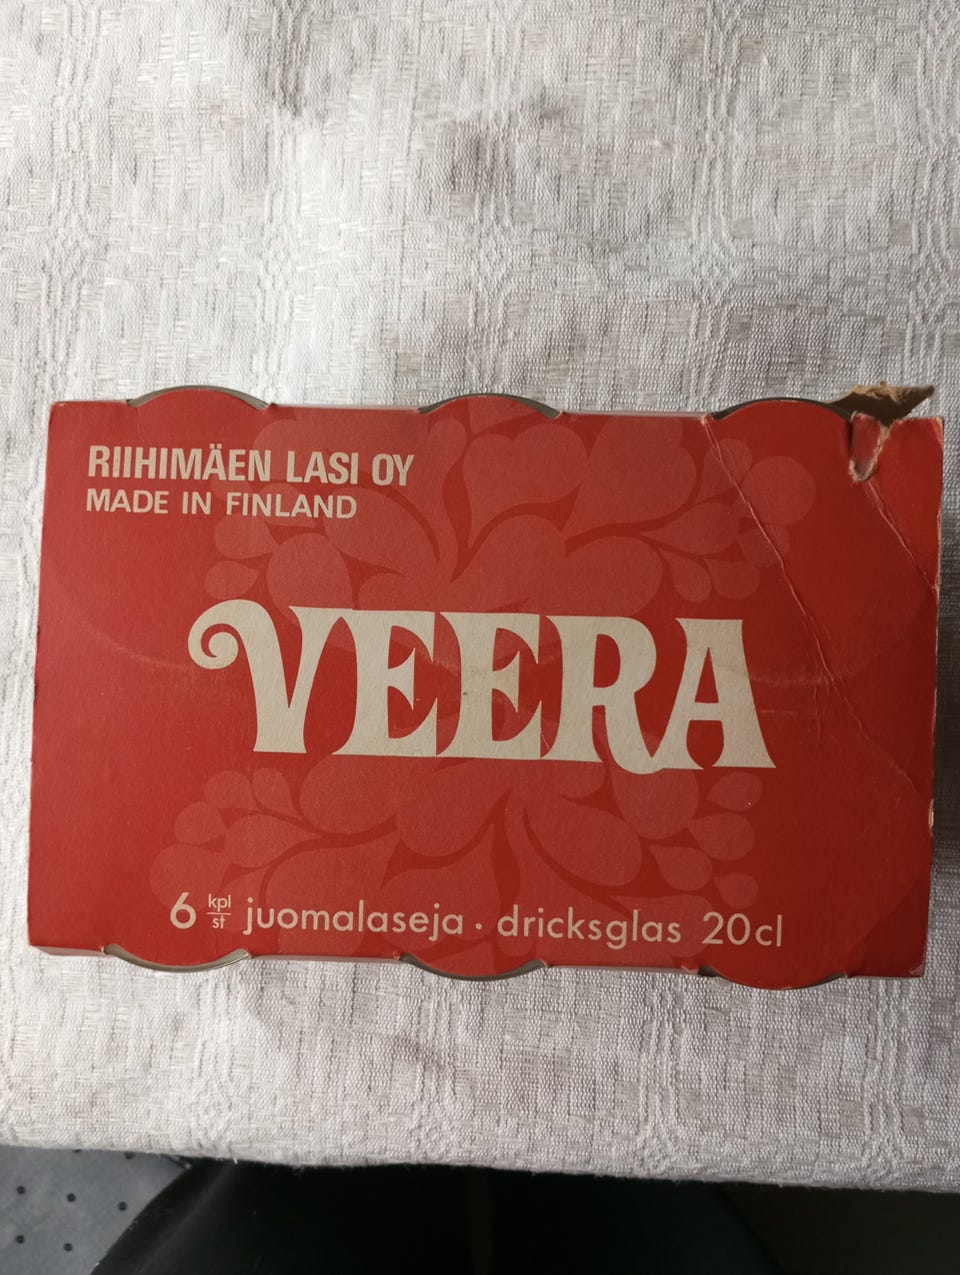 RIIHIMÄEN LASI OY
MADE IN FINLAND
VEERA
6 kpl/st juomalaseja · dricksglas 20cl